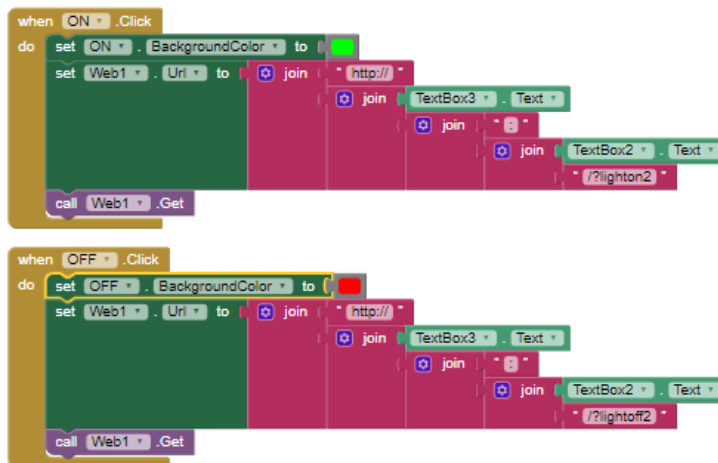 when ON .Click
do set ON . BackgroundColor to
set Web1 . Url to join " http:// "
join TextBox3 . Text
join " : "
join TextBox2 . Text
" /?lighton2 "
call Web1 .Get
when OFF .Click
do set OFF . BackgroundColor to
set Web1 . Url to join " http:// "
join TextBox3 . Text
join " : "
join TextBox2 . Text
" /?lightoff2 "
call Web1 .Get